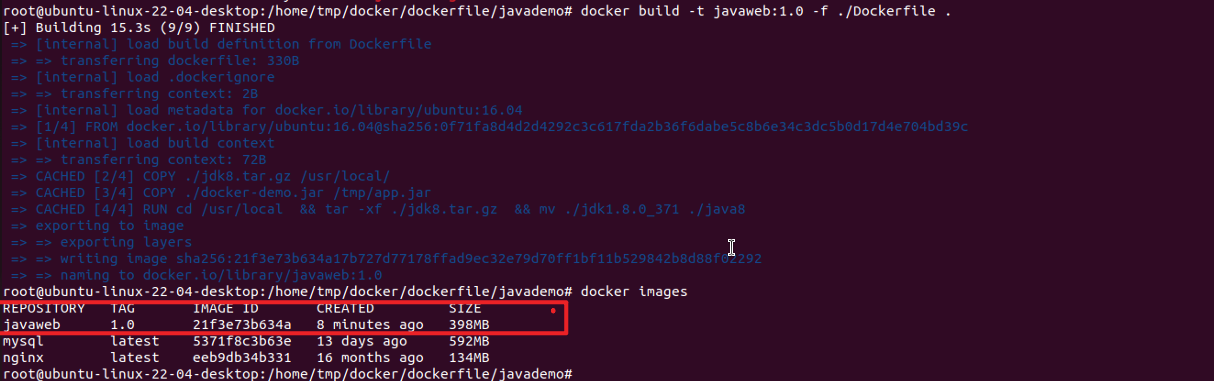 root@ubuntu-linux-22-04-desktop:/home/tmp/docker/dockerfile/javademo# docker build -t javaweb:1.0 -f ./Dockerfile .
[+] Building 15.3s (9/9) FINISHED
=> [internal] load build definition from Dockerfile
=> => transferring dockerfile: 330B
=> [internal] load .dockerignore
=> => transferring context: 2B
=> [internal] load metadata for docker.io/library/ubuntu:16.04
=> [1/4] FROM docker.io/library/ubuntu:16.04@sha256:0f71fa8d4d2d4292c3c617fda2b36f6dabe5c8b6e34c3dc5b0d17d4e704bd39c
=> [internal] load build context
=> => transferring context: 72B
=> CACHED [2/4] COPY ./jdk8.tar.gz /usr/local/
=> CACHED [3/4] COPY ./docker-demo.jar /tmp/app.jar
=> CACHED [4/4] RUN cd /usr/local  && tar -xf ./jdk8.tar.gz  && mv ./jdk1.8.0_371 ./java8
=> exporting to image
=> => exporting layers
=> => writing image sha256:21f3e73b634a17b727d77178ffad9ec32e79d70ff1bf11b529842b8d88f02292
=> => naming to docker.io/library/javaweb:1.0
root@ubuntu-linux-22-04-desktop:/home/tmp/docker/dockerfile/javademo# docker images
REPOSITORY   TAG       IMAGE ID       CREATED         SIZE
javaweb      1.0       21f3e73b634a   8 minutes ago   398MB
mysql        latest    5371f8c3b63e   13 days ago     592MB
nginx        latest    eeb9db34b331   16 months ago   134MB
root@ubuntu-linux-22-04-desktop:/home/tmp/docker/dockerfile/javademo#